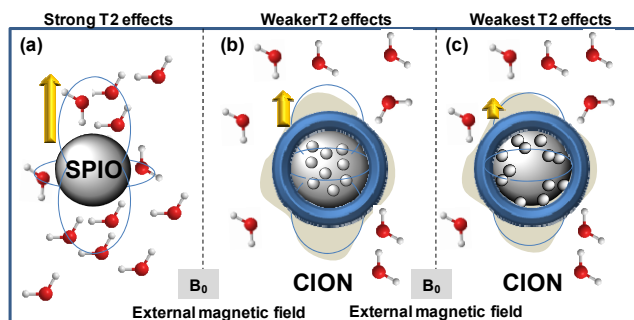 Strong T2 effects
WeakerT2 effects
Weakest T2 effects
(a)
(b)
(c)
SPIO
CION
CION
B₀
B₀
External magnetic field
External magnetic field